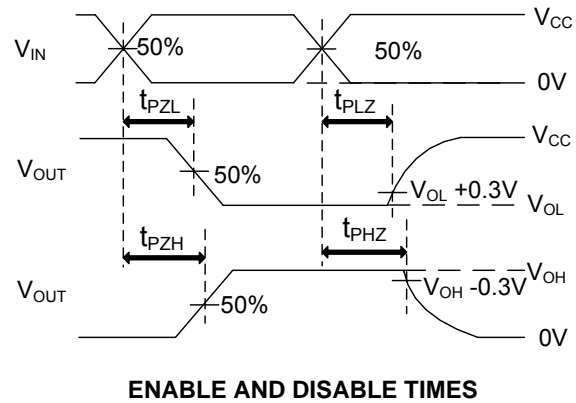 V_CC
V_IN
50%
50%
0V
t_PZL
t_PLZ
V_CC
V_OUT
50%
V_OL +0.3V
V_OL
t_PZH
t_PHZ
V_OH
V_OUT
50%
V_OH -0.3V
0V
ENABLE AND DISABLE TIMES